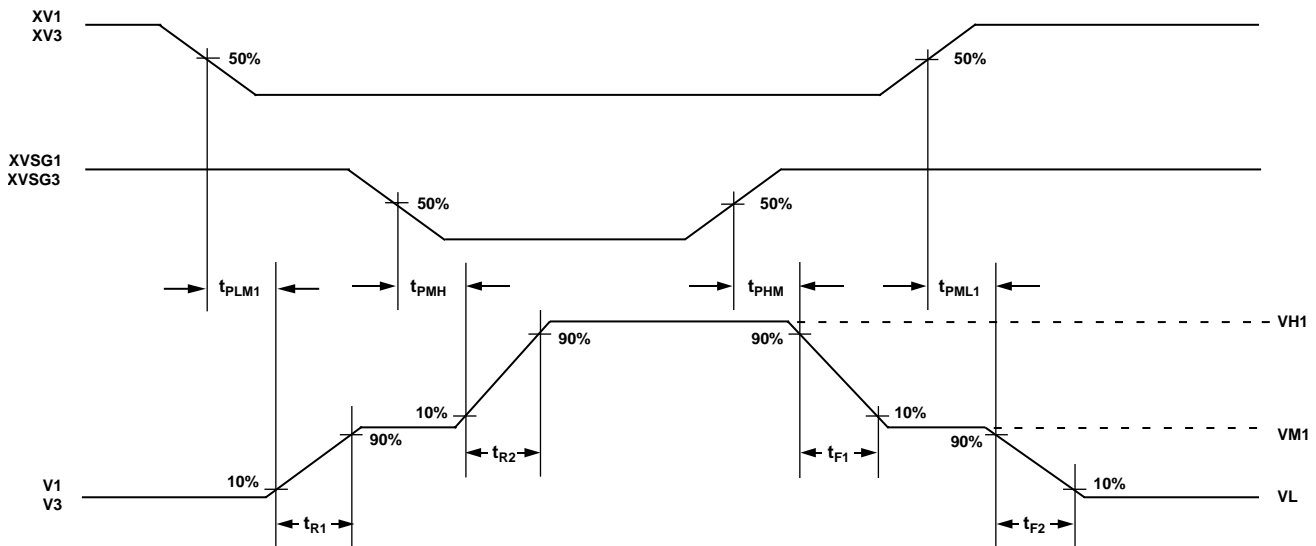 XV1
XV3
50%
50%
XVSG1
XVSG3
50%
50%
tPLM1
tPMH
tPHM
tPML1
VH1
90%
90%
10%
10%
VM1
90%
90%
tR2
tF1
V1
V3
10%
10%
VL
tR1
tF2